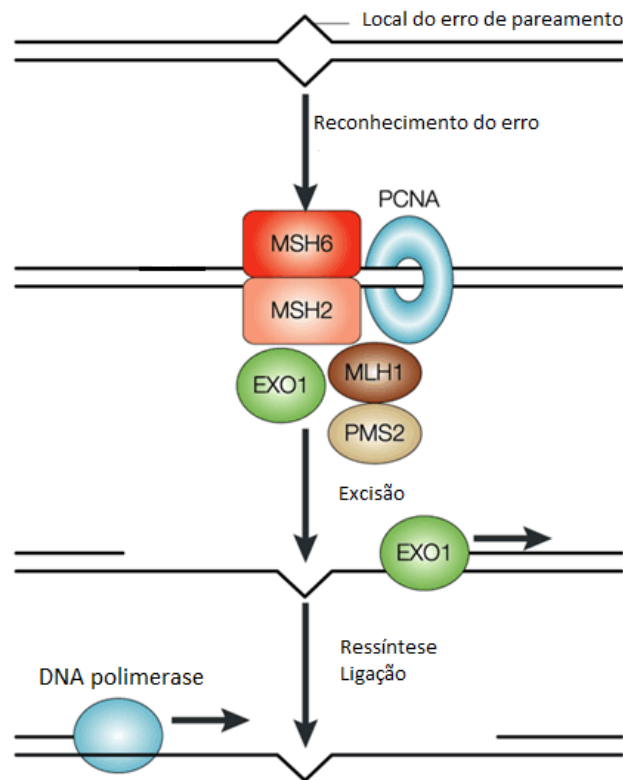 Local do erro de pareamento
Reconhecimento do erro
PCNA
MSH6
MSH2
EXO1
MLH1
PMS2
Excisão
EXO1
Ressíntese
Ligação
DNA polimerase